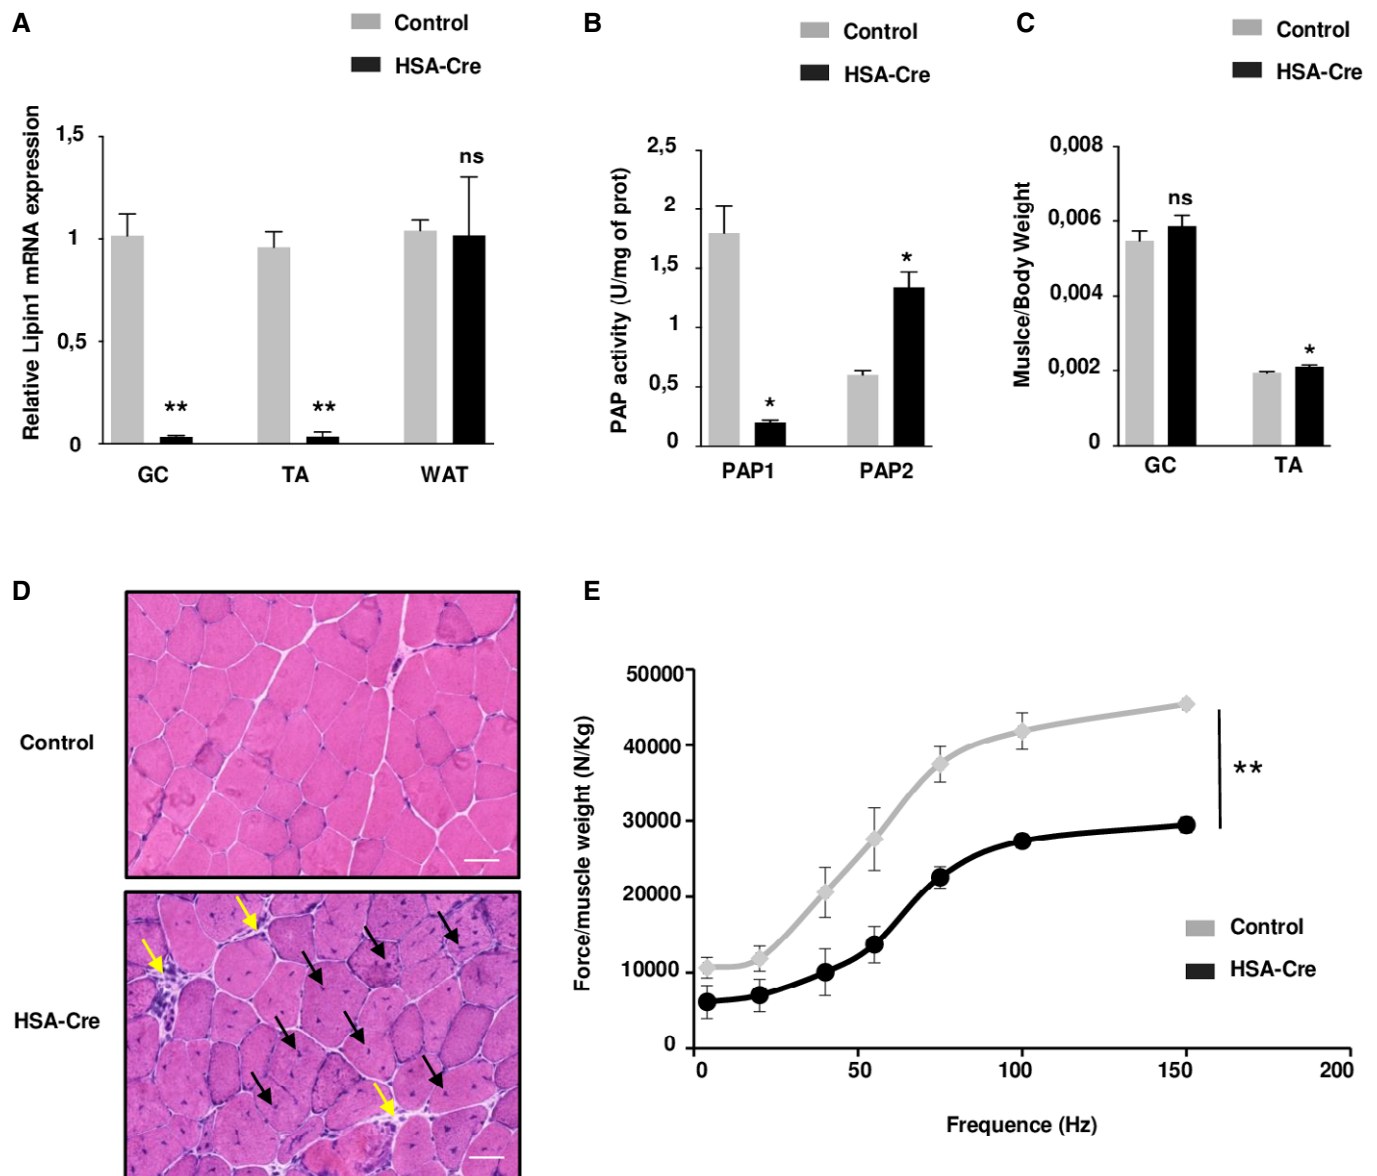 A
Control
HSA-Cre
Relative Lipin1 mRNA expression
1,5
1
0,5
0
**
**
ns
GC
TA
WAT
B
Control
HSA-Cre
PAP activity (U/mg of prot)
2,5
2
1,5
1
0,5
0
*
*
PAP1
PAP2
C
Control
HSA-Cre
Muslce/Body Weight
0,008
0,006
0,004
0,002
0
ns
*
GC
TA
D
Control
HSA-Cre
E
Force/muscle weight (N/Kg)
50000
40000
30000
20000
10000
0
**
Control
HSA-Cre
0
50
100
150
200
Frequence (Hz)